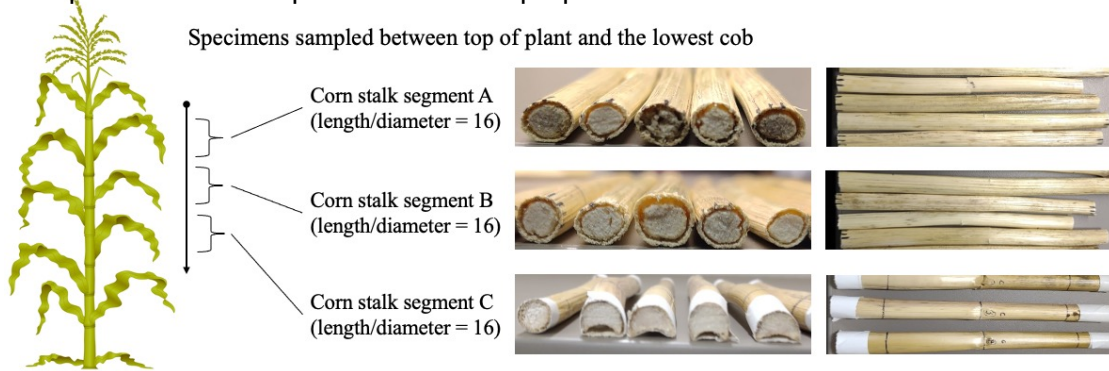 Specimens sampled between top of plant and the lowest cob
Corn stalk segment A
(length/diameter = 16)
Corn stalk segment B
(length/diameter = 16)
Corn stalk segment C
(length/diameter = 16)